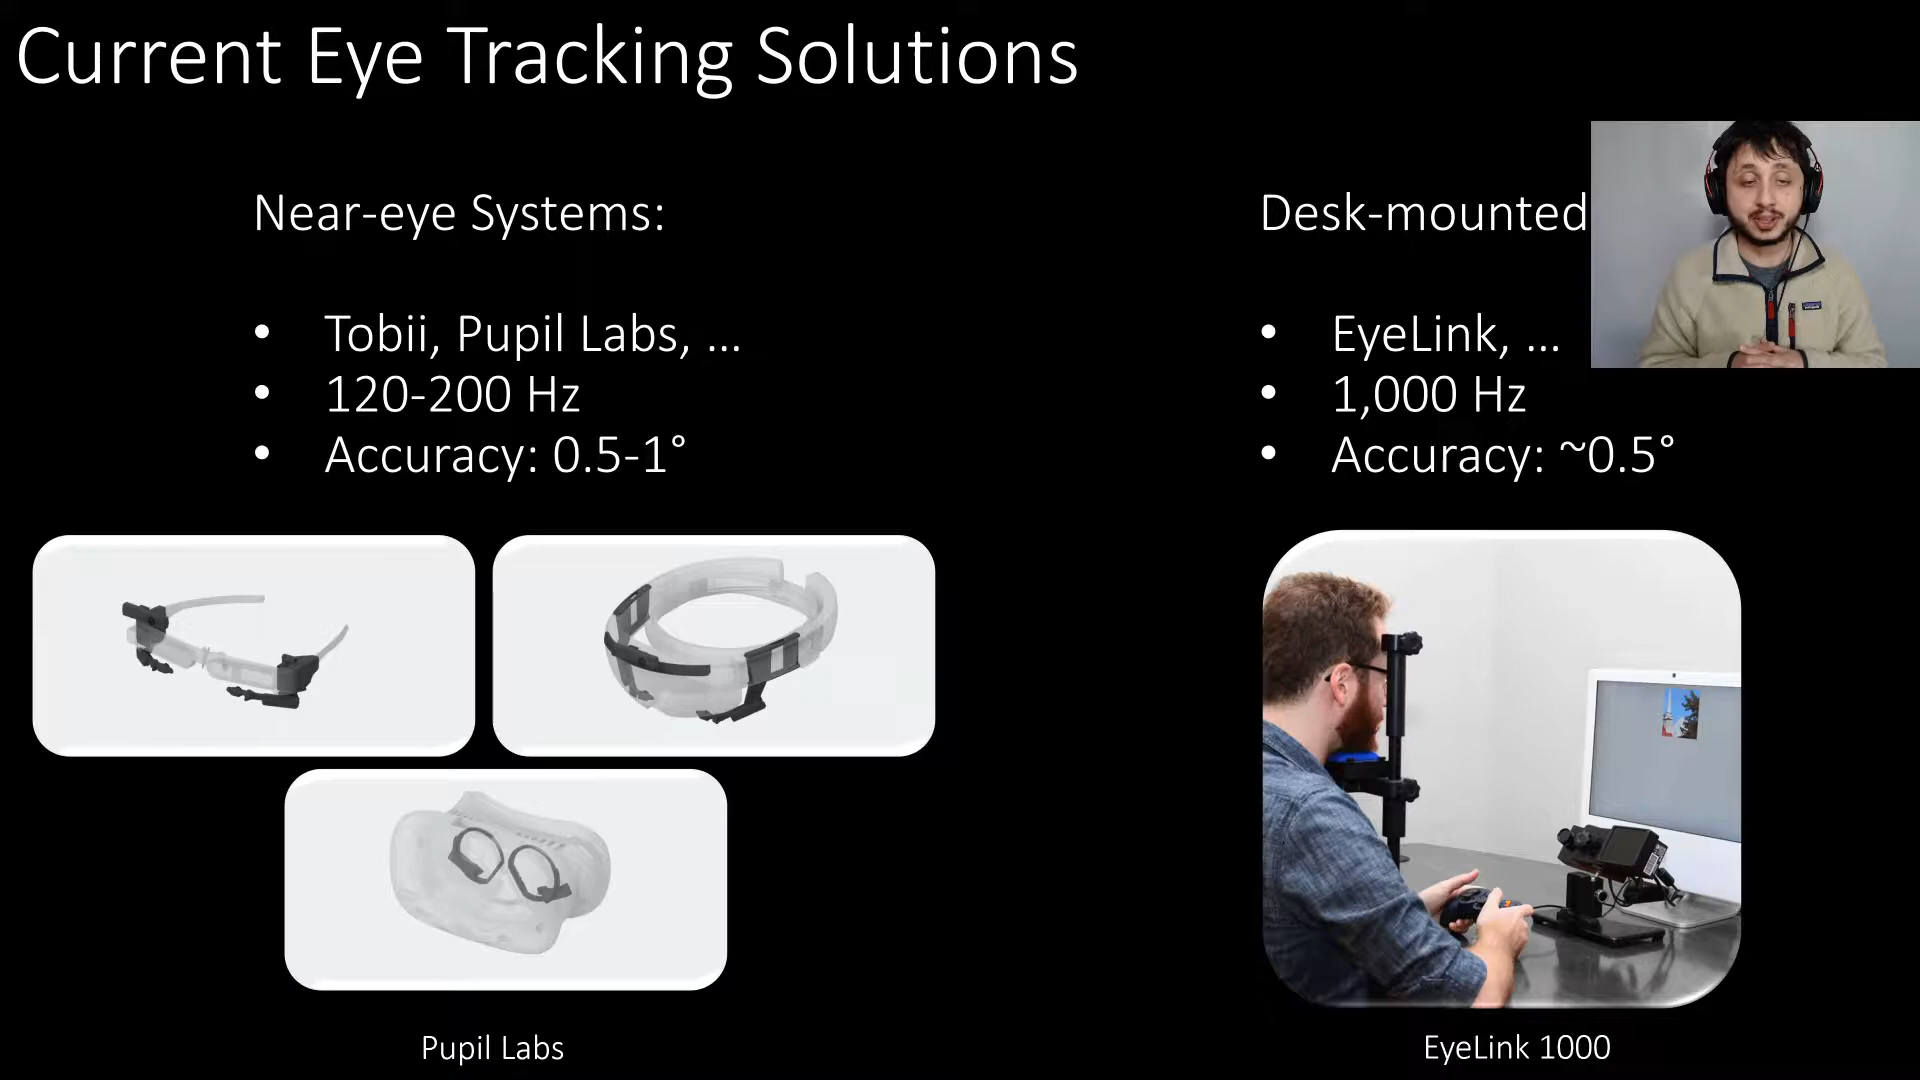 Current Eye Tracking Solutions
Near-eye Systems:
• Tobii, Pupil Labs, ...
• 120-200 Hz
• Accuracy: 0.5-1°
Desk-mounted
• EyeLink, ...
• 1,000 Hz
• Accuracy: ~0.5°
Pupil Labs
EyeLink 1000